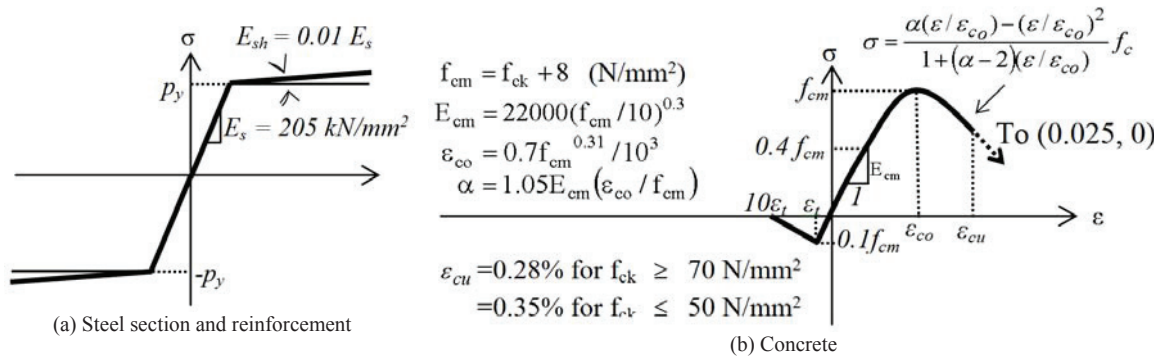 σ
E_sh = 0.01 E_s
p_y
E_s = 205 kN/mm²
-p_y
(a) Steel section and reinforcement
f_cm = f_ck + 8 (N/mm²)
E_cm = 22000(f_cm /10)^0.3
ε_co = 0.7f_cm^0.31 /10³
α = 1.05E_cm(ε_co / f_cm)
ε_cu =0.28% for f_ck ≥ 70 N/mm²
=0.35% for f_ck ≤ 50 N/mm²
σ
σ = (α(ε/ε_co) − (ε/ε_co)²) / (1 + (α − 2)(ε/ε_co)) f_c
f_cm
0.4 f_cm
E_cm
1
To (0.025, 0)
10ε_t ε_t
ε_co ε_cu ε
0.1f_cm
(b) Concrete